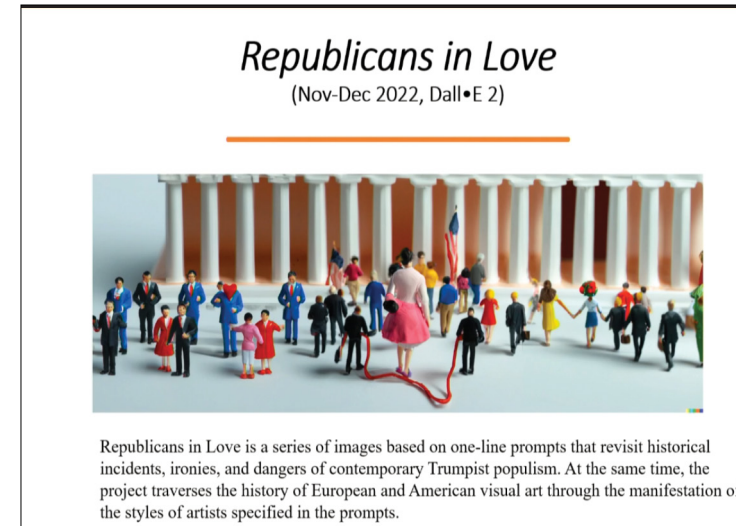 Republicans in Love
(Nov-Dec 2022, Dall•E 2)
Republicans in Love is a series of images based on one-line prompts that revisit historical
incidents, ironies, and dangers of contemporary Trumpist populism. At the same time, the
project traverses the history of European and American visual art through the manifestation of
the styles of artists specified in the prompts.